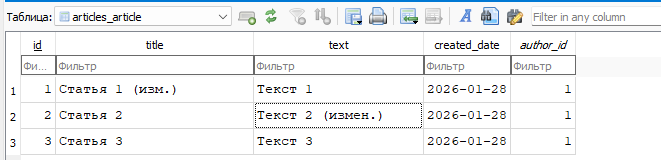 Таблица: articles_article Filter in any column
id title text created_date author_id
Фи... Фильтр Фильтр Фильтр Фильтр
1 1 Статья 1 (изм.) Текст 1 2026-01-28 1
2 2 Статья 2 Текст 2 (измен.) 2026-01-28 1
3 3 Статья 3 Текст 3 2026-01-28 1